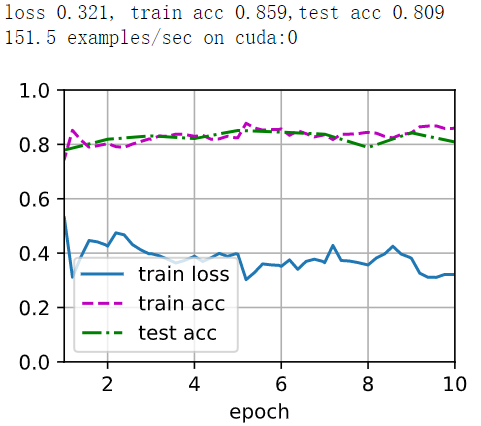 loss 0.321, train acc 0.859, test acc 0.809
151.5 examples/sec on cuda:0
1.0
0.8
0.6
0.4
0.2
0.0
train loss
train acc
test acc
2 4 6 8 10
epoch